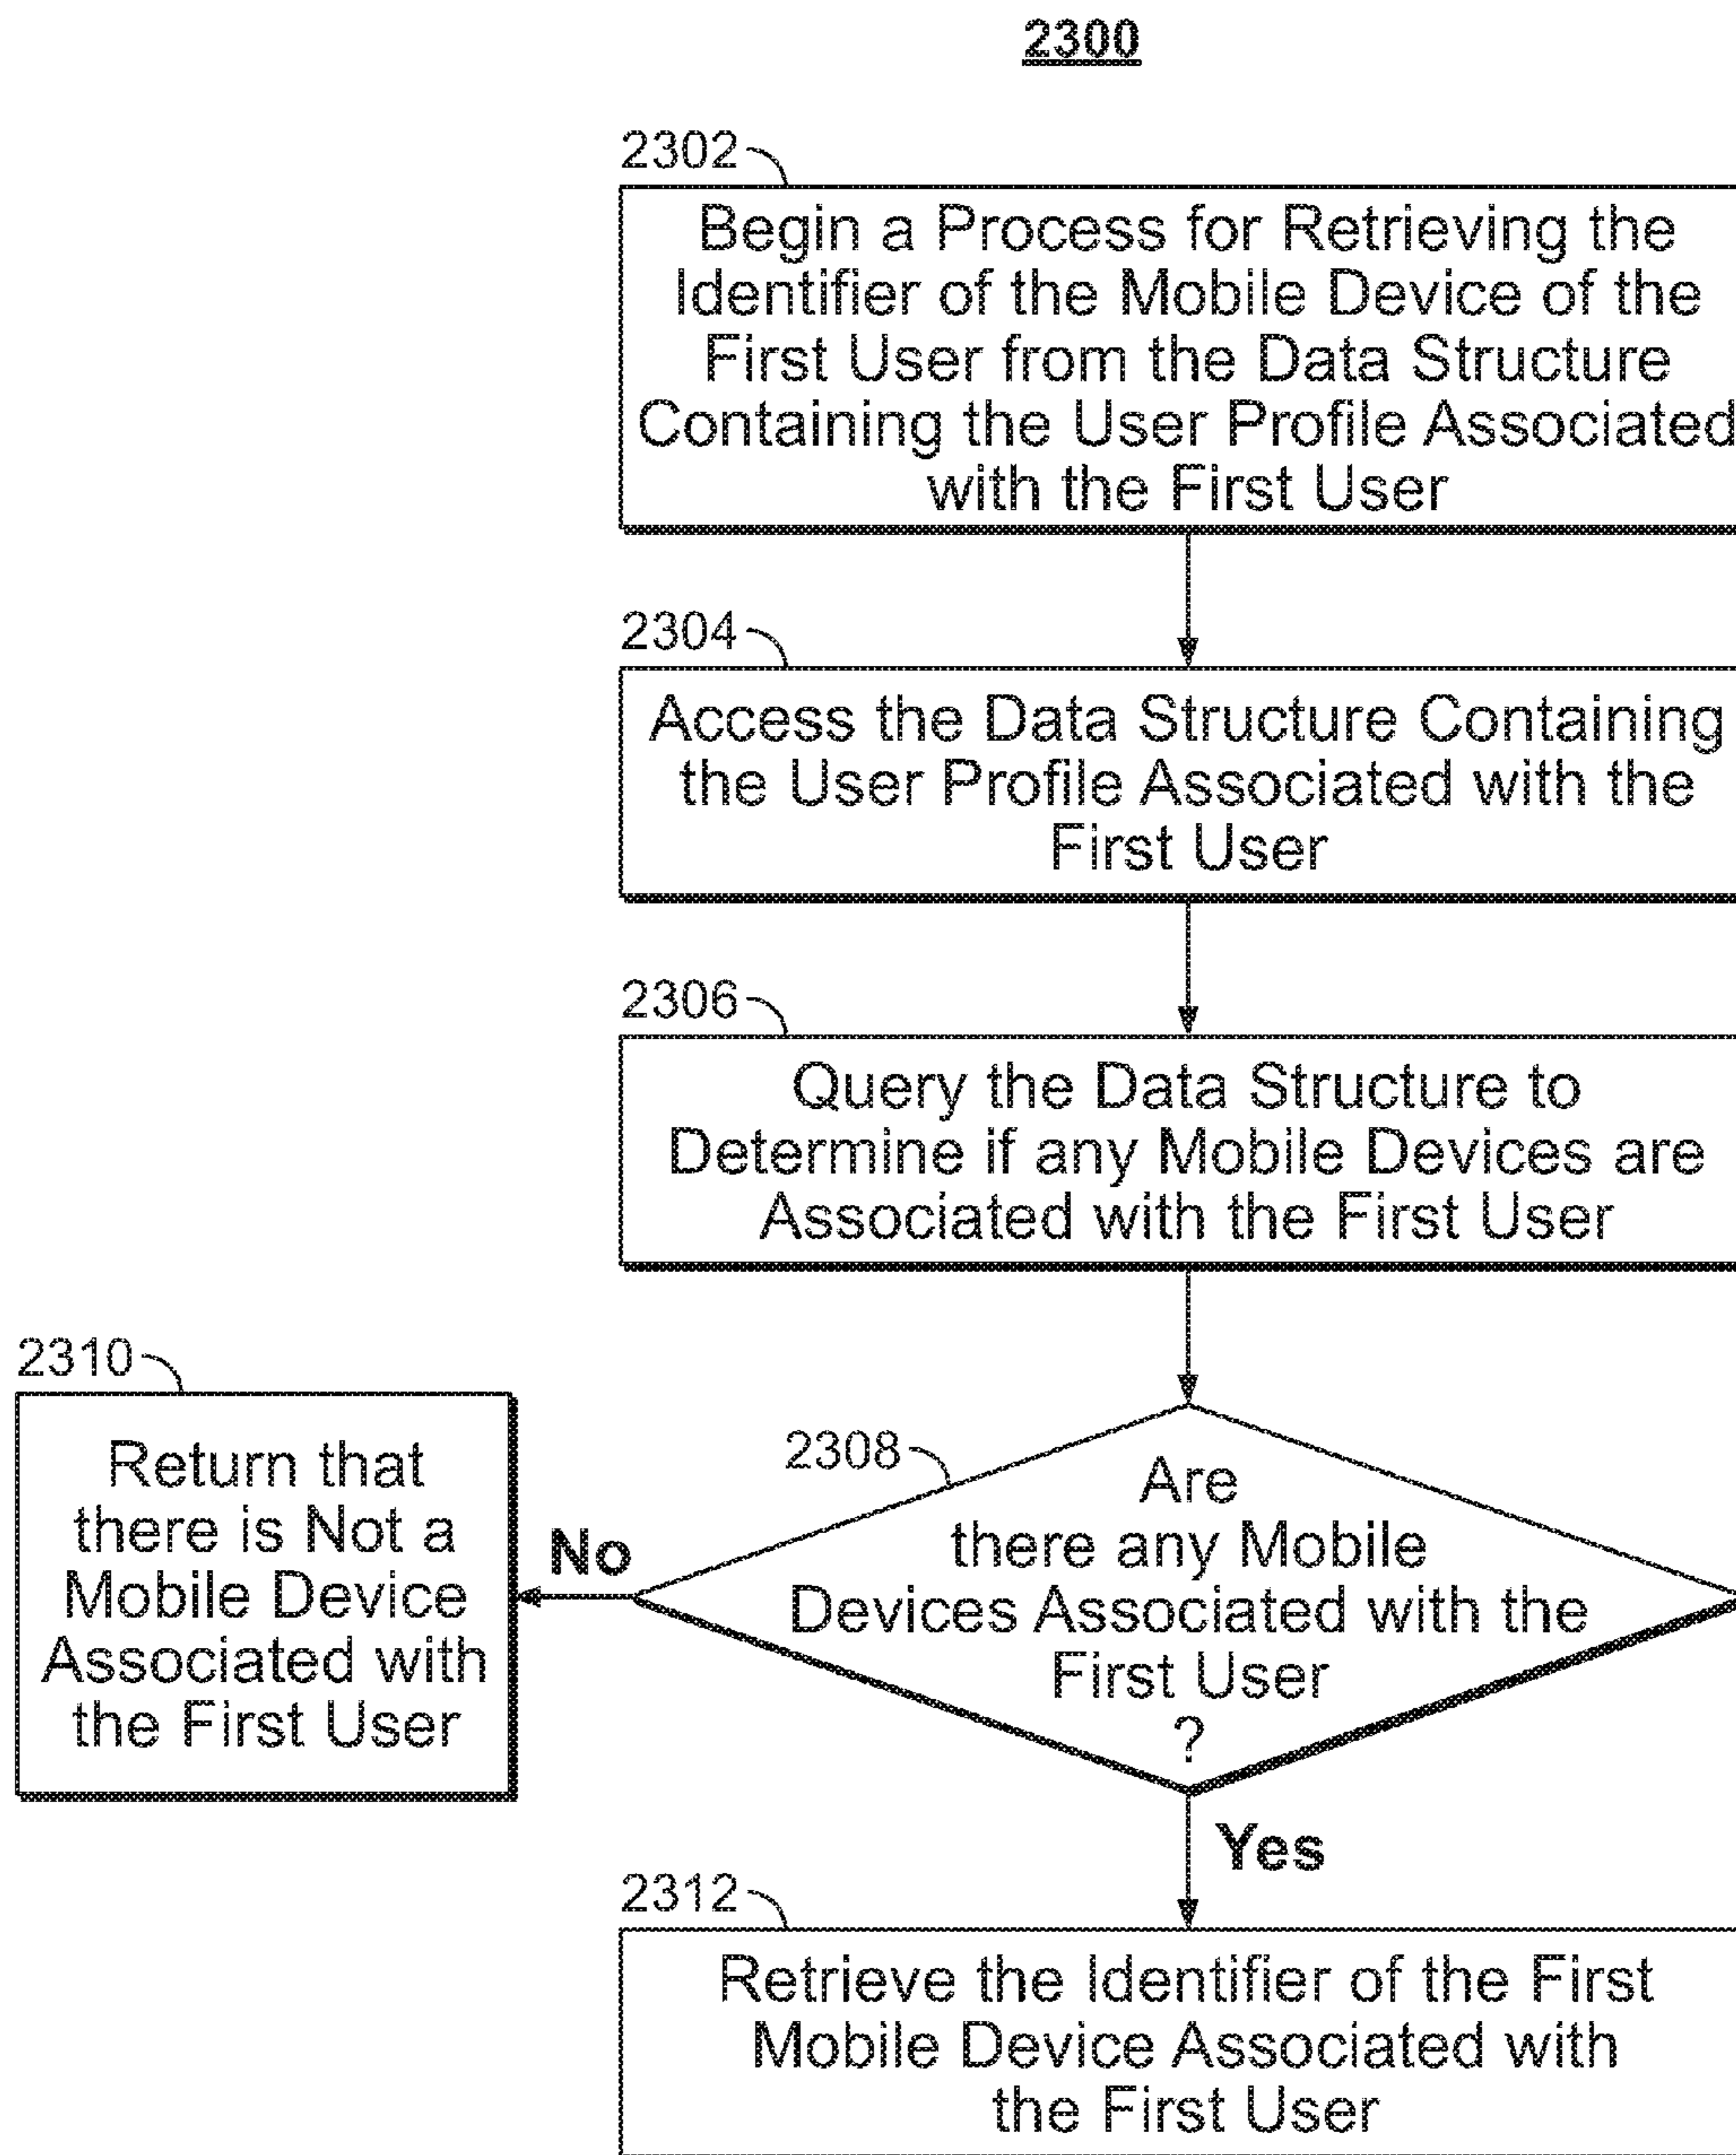 2300
2302
Begin a Process for Retrieving the
Identifier of the Mobile Device of the
First User from the Data Structure
Containing the User Profile Associated
with the First User
2304
Access the Data Structure Containing
the User Profile Associated with the
First User
2306
Query the Data Structure to
Determine if any Mobile Devices are
Associated with the First User
2310
Return that
there is Not a
Mobile Device
Associated with
the First User
No
2308
Are
there any Mobile
Devices Associated with the
First User
?
Yes
2312
Retrieve the Identifier of the First
Mobile Device Associated with
the First User